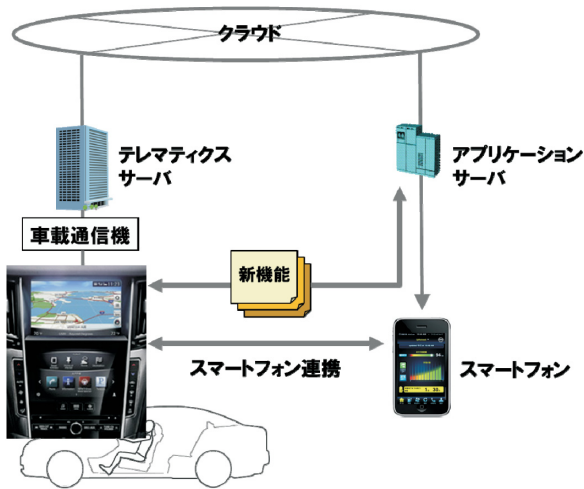 クラウド
テレマティクス
サーバ
アプリケーション
サーバ
車載通信機
新機能
スマートフォン連携
スマートフォン